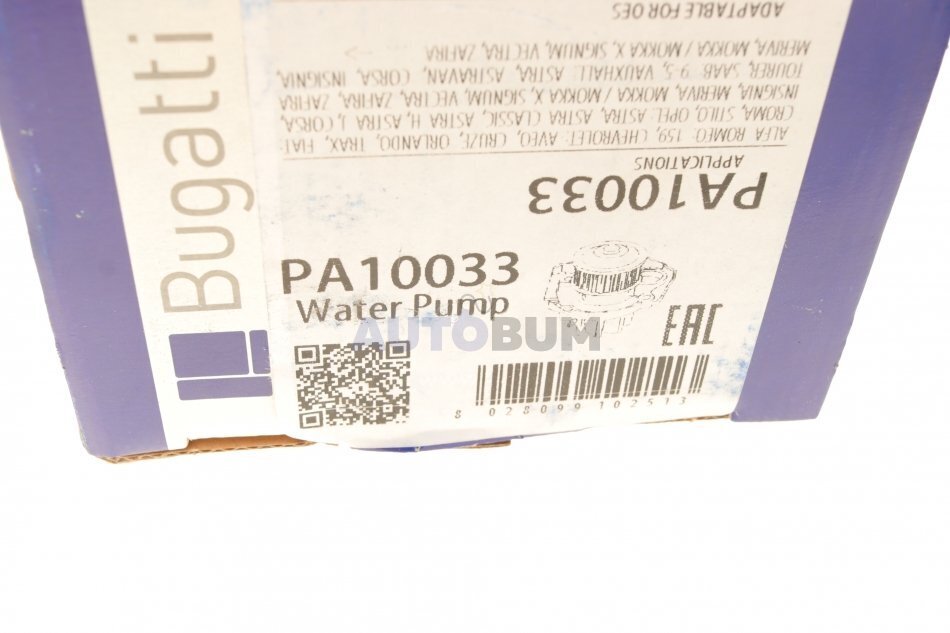 Bugatti
PA10033
Water Pump
AUTOBUM
EAC
8 028099 102513
PA10033
APPLICATIONS
ALFA ROMEO: 159, CHEVROLET: AVEO, CRUZE, ORLANDO, TRAX, FIAT:
CROMA, STILO, OPEL: ASTRA, ASTRA CLASSIC, ASTRA H, ASTRA J, CORSA,
INSIGNIA, MERIVA, MOKKA / MOKKA X, SIGNUM, VECTRA, ZAFIRA, ZAFIRA
TOURER, SAAB: 9-5, VAUXHALL: ASTRA, ASTRAVAN, CORSA, INSIGNIA,
MERIVA, MOKKA / MOKKA X, SIGNUM, VECTRA, ZAFIRA
ADAPTABLE FOR OES